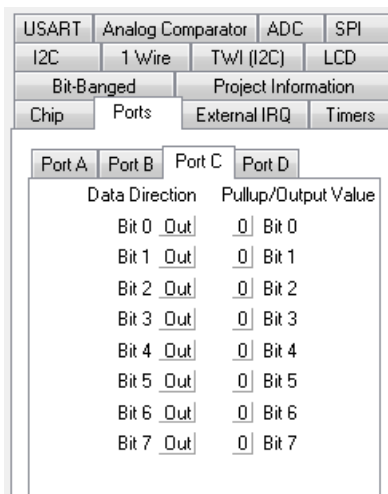 USART Analog Comparator ADC SPI
I2C 1 Wire TWI (I2C) LCD
Bit-Banged Project Information
Chip Ports External IRQ Timers
Port A Port B Port C Port D
Data Direction Pullup/Output Value
Bit 0 Out 0 Bit 0
Bit 1 Out 0 Bit 1
Bit 2 Out 0 Bit 2
Bit 3 Out 0 Bit 3
Bit 4 Out 0 Bit 4
Bit 5 Out 0 Bit 5
Bit 6 Out 0 Bit 6
Bit 7 Out 0 Bit 7